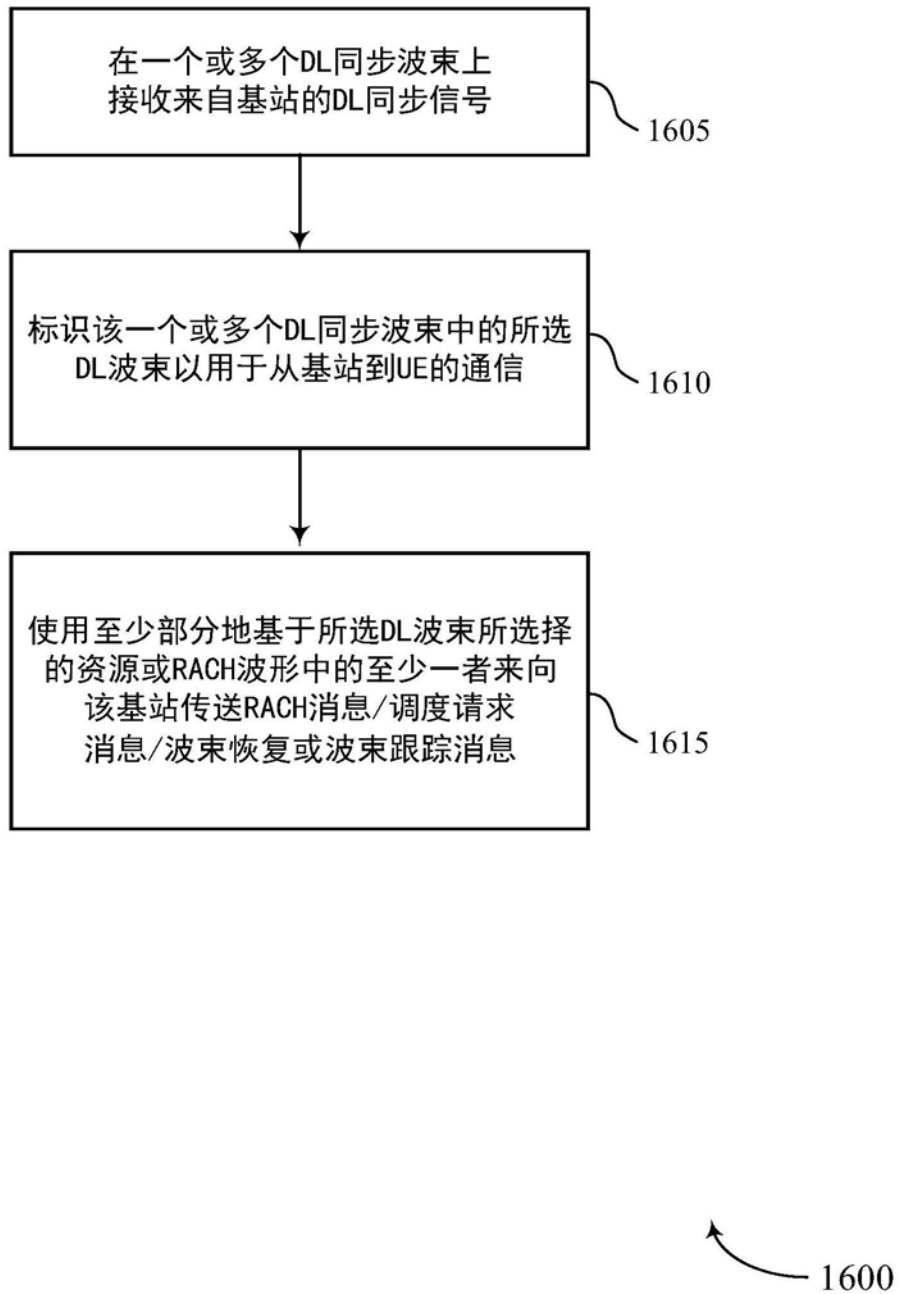 在一个或多个DL同步波束上
接收来自基站的DL同步信号
1605
标识该一个或多个DL同步波束中的所选
DL波束以用于从基站到UE的通信
1610
使用至少部分地基于所选DL波束所选择
的资源或RACH波形中的至少一者来向
该基站传送RACH消息/调度请求
消息/波束恢复或波束跟踪消息
1615
1600